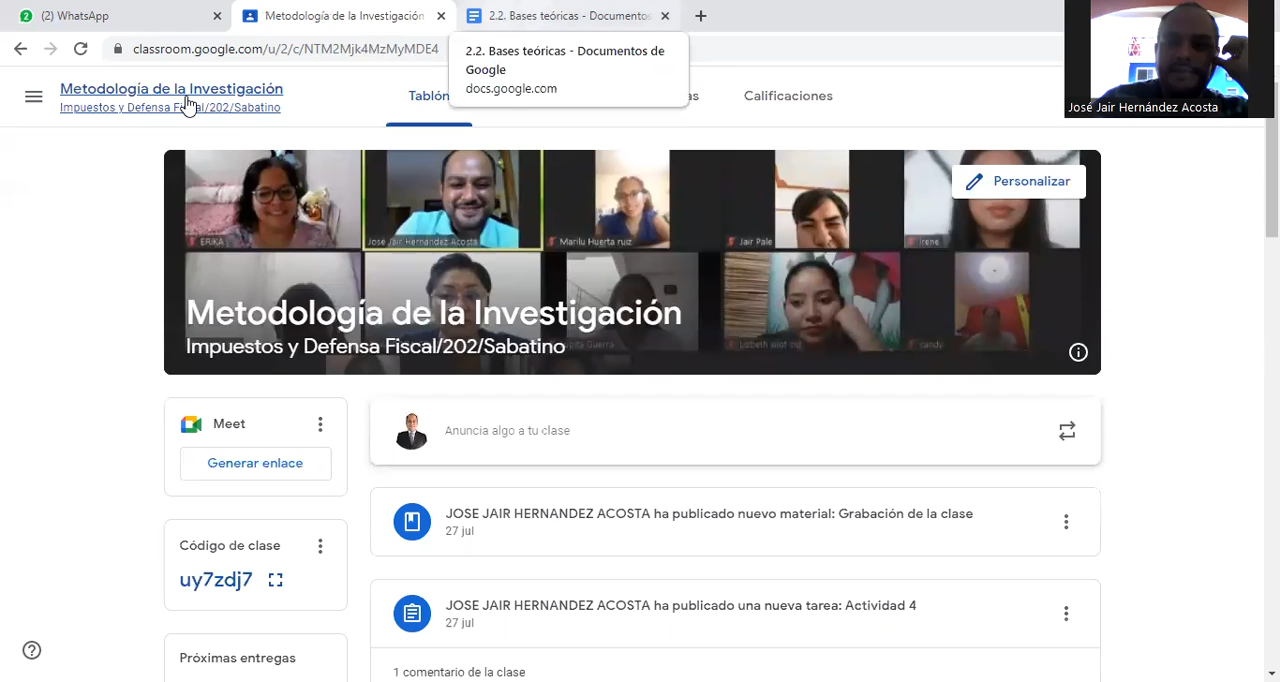 (2) WhatsApp
Metodología de la Investigación
2.2. Bases teóricas - Documentos
classroom.google.com/u/2/c/NTM2Mjk4MzMyMDE4
2.2. Bases teóricas - Documentos de
Google
docs.google.com
Metodología de la Investigación
Impuestos y Defensa Fiscal/202/Sabatino
Tablón
as
Calificaciones
José Jair Hernández Acosta
Personalizar
ERIKA
Jose Jair Hernandez Acosta
Marilu Huerta ruiz
Jair Pale
Irene
Metodología de la Investigación
Impuestos y Defensa Fiscal/202/Sabatino
Guerra
candy
Meet
Generar enlace
Anuncia algo a tu clase
JOSE JAIR HERNANDEZ ACOSTA ha publicado nuevo material: Grabación de la clase
27 jul
Código de clase
uy7zdj7
JOSE JAIR HERNANDEZ ACOSTA ha publicado una nueva tarea: Actividad 4
27 jul
Próximas entregas
1 comentario de la clase